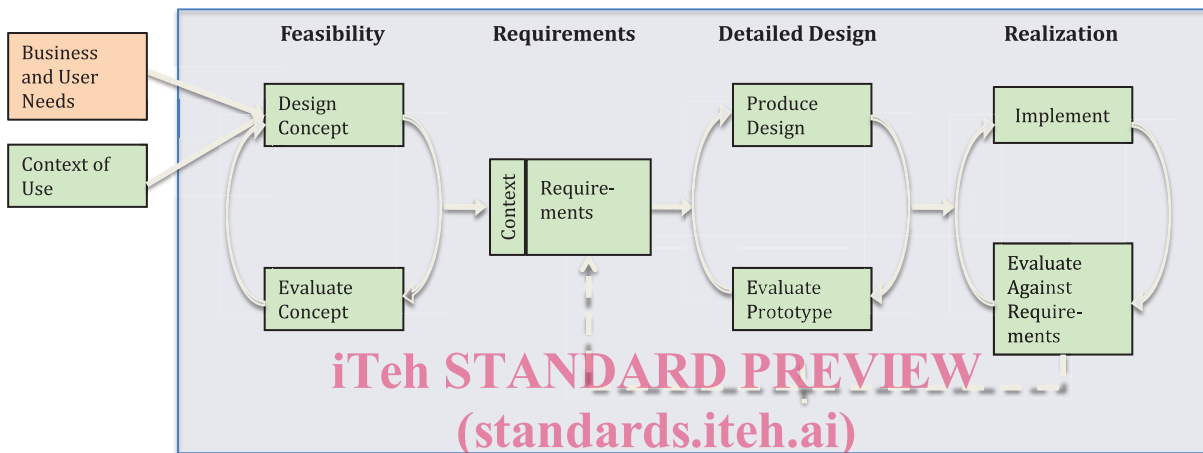 Feasibility
Requirements
Detailed Design
Realization
Business
and User
Needs
Context of
Use
Design
Concept
Evaluate
Concept
Context
Require-
ments
Produce
Design
Evaluate
Prototype
Implement
Evaluate
Against
Require-
ments
iTeh STANDARD PREVIEW
(standards.iteh.ai)